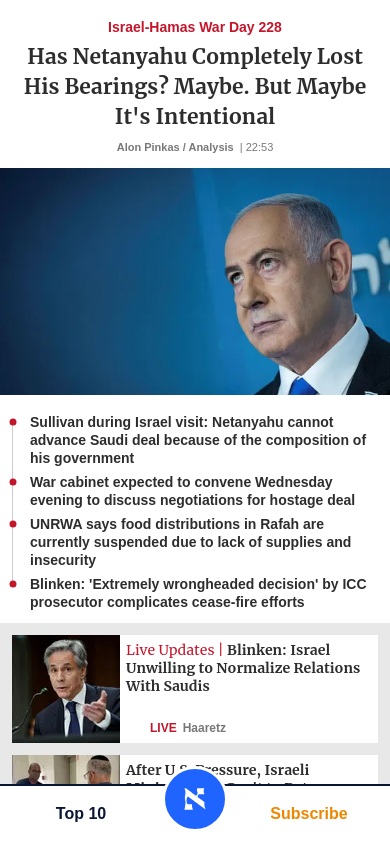 Israel-Hamas War Day 228
Has Netanyahu Completely Lost
His Bearings? Maybe. But Maybe
It's Intentional
Alon Pinkas / Analysis | 22:53
Sullivan during Israel visit: Netanyahu cannot
advance Saudi deal because of the composition of
his government
War cabinet expected to convene Wednesday
evening to discuss negotiations for hostage deal
UNRWA says food distributions in Rafah are
currently suspended due to lack of supplies and
insecurity
Blinken: 'Extremely wrongheaded decision' by ICC
prosecutor complicates cease-fire efforts
Live Updates | Blinken: Israel
Unwilling to Normalize Relations
With Saudis
LIVE Haaretz
After U.S. Pressure, Israeli
Top 10
א
Subscribe